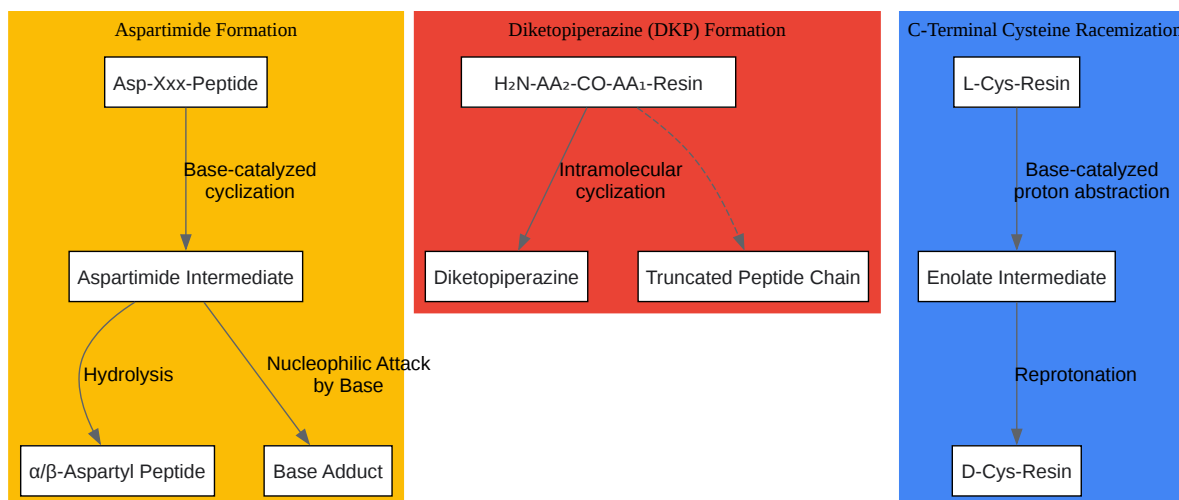 Aspartimide Formation
Asp-Xxx-Peptide
Base-catalyzed
cyclization
Aspartimide Intermediate
Hydrolysis
Nucleophilic Attack
by Base
α/β-Aspartyl Peptide
Base Adduct
Diketopiperazine (DKP) Formation
H₂N-AA₂-CO-AA₁-Resin
Intramolecular
cyclization
Diketopiperazine
Truncated Peptide Chain
C-Terminal Cysteine Racemization
L-Cys-Resin
Base-catalyzed
proton abstraction
Enolate Intermediate
Reprotonation
D-Cys-Resin